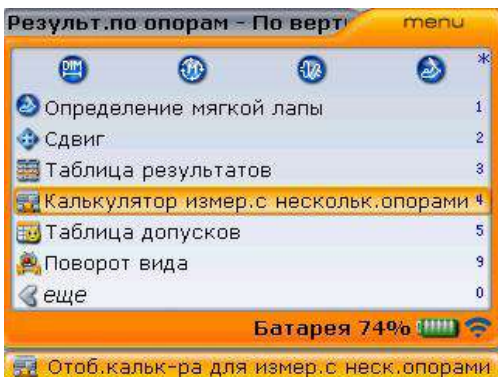 Результ.по опорам - По верт
menu
DIM
*
Определение мягкой лапы 1
Сдвиг 2
Таблица результатов 3
Калькулятор измер.с нескольк.опорами 4
Таблица допусков 5
Поворот вида 9
еще 0
Батарея 74%
Отоб.кальк-ра для измер.с неск.опорами